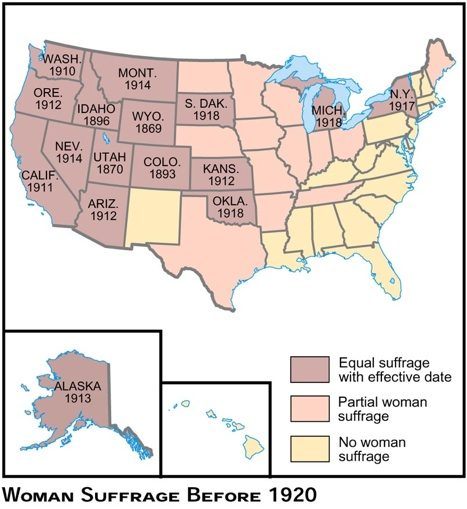 WASH.
1910
ORE.
1912
IDAHO
1896
MONT.
1914
WYO.
1869
S. DAK.
1918
NEV.
1914
UTAH
1870
COLO.
1893
CALIF.
1911
ARIZ.
1912
KANS.
1912
OKLA.
1918
MICH.
1918
N.Y.
1917
ALASKA
1913
Equal suffrage
with effective date
Partial woman
suffrage
No woman
suffrage
WOMAN SUFFRAGE BEFORE 1920